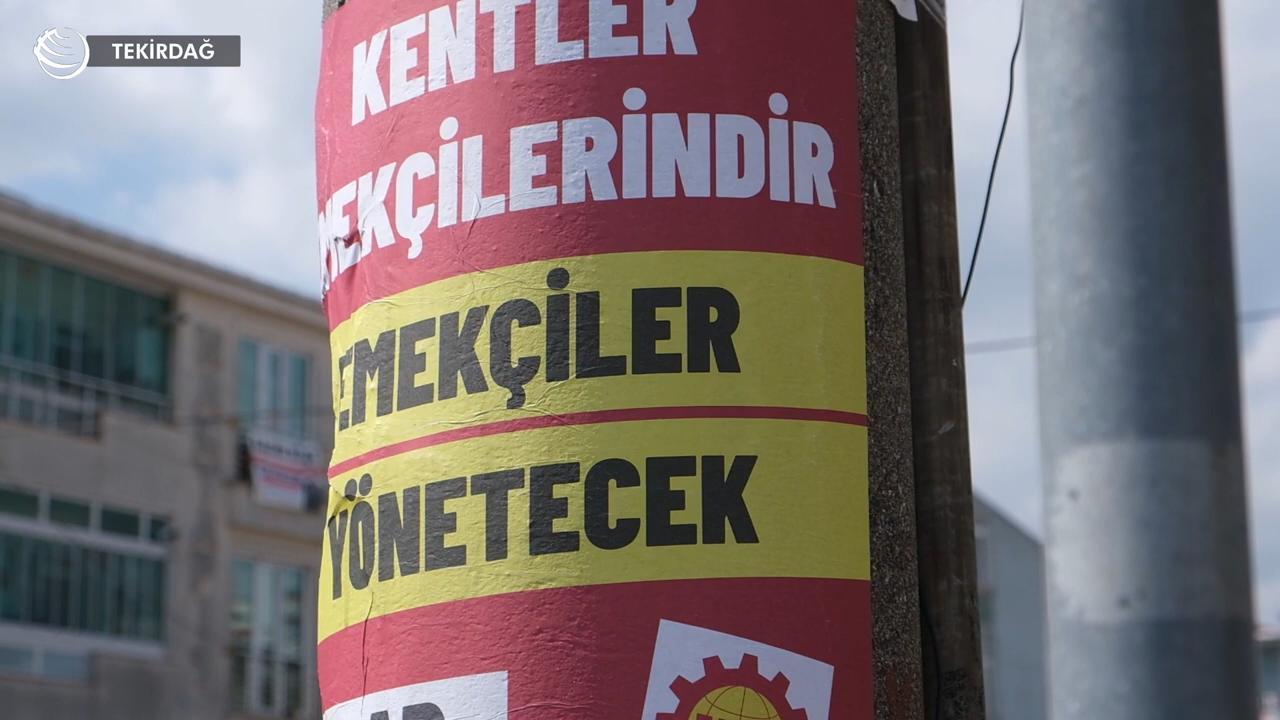 TEKİRDAĞ
KENTLER
EMEKÇİLERİNDİR
EMEKÇİLER
YÖNETECEK